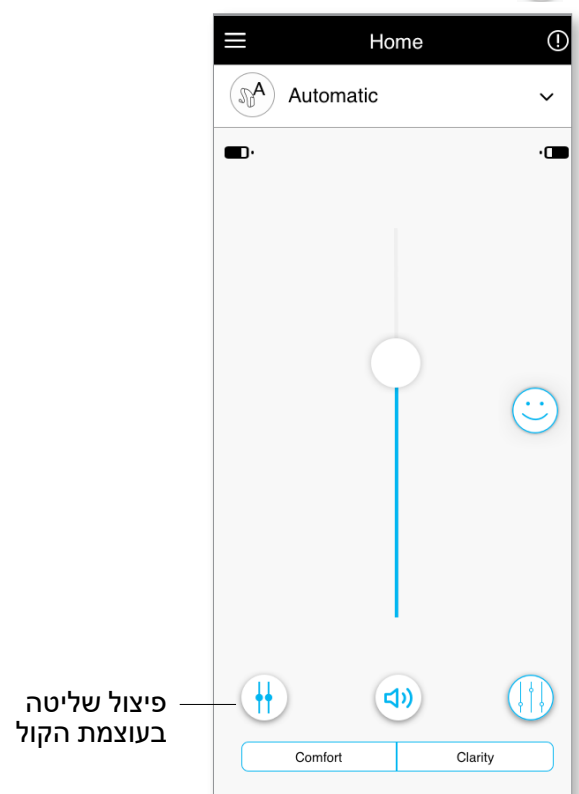 Home
A
Automatic
פיצול שליטה
בעוצמת הקול
Comfort
Clarity